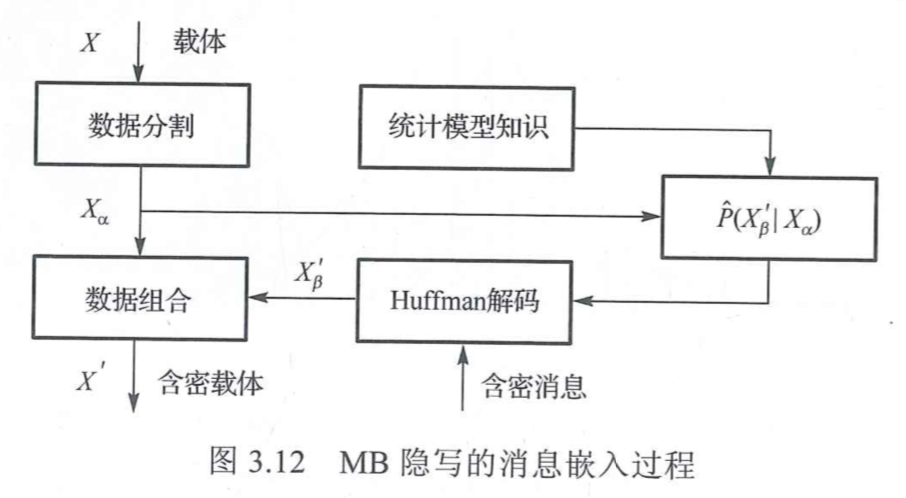 X 载体
数据分割
统计模型知识
Xα
P̂(X′β|Xα)
数据组合
X′β
Huffman解码
X′ 含密载体
含密消息
图 3.12 MB 隐写的消息嵌入过程